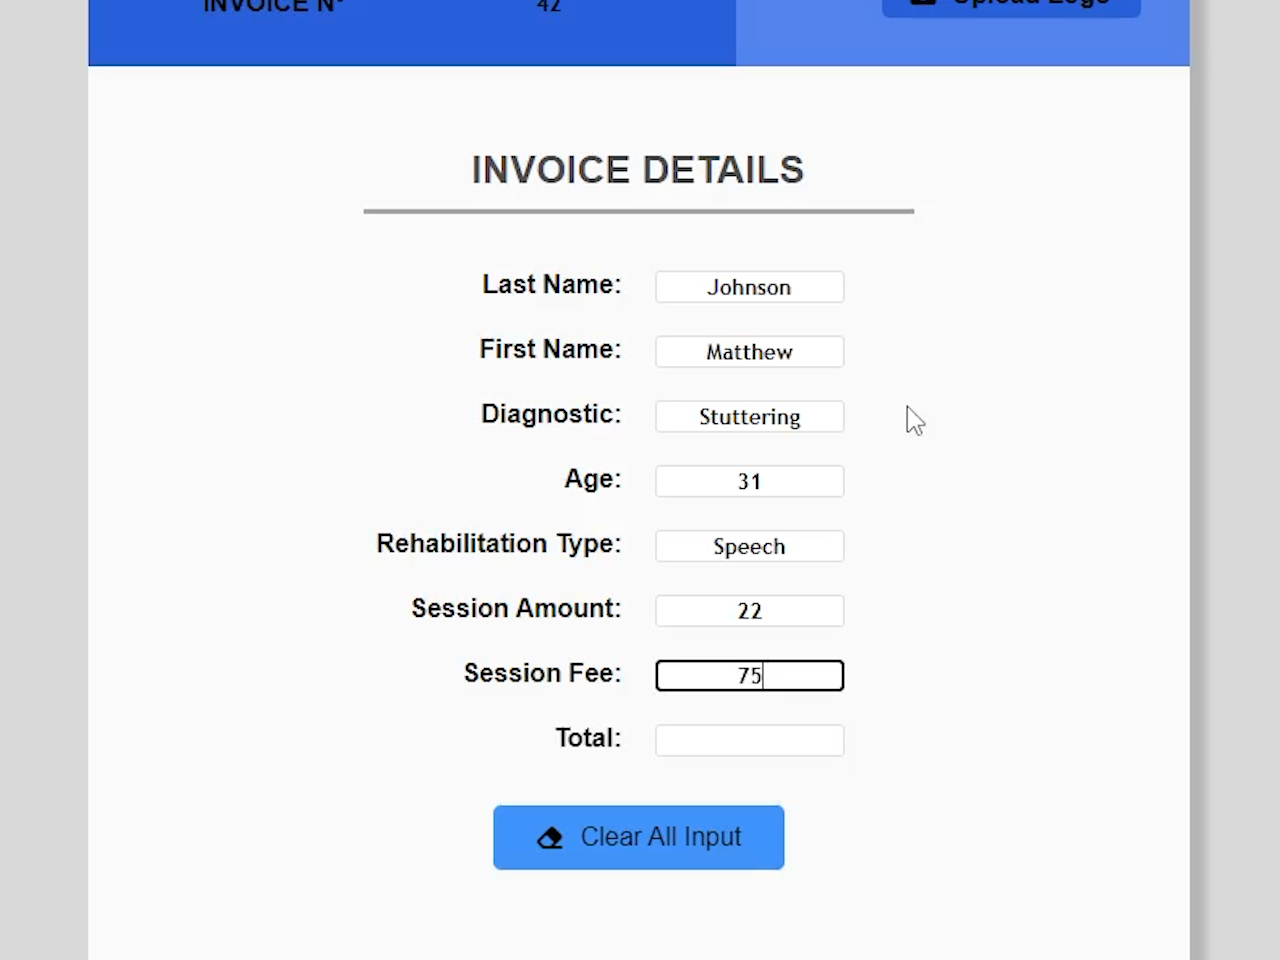 INVOICE N° 42
Upload Logo
INVOICE DETAILS
Last Name: Johnson
First Name: Matthew
Diagnostic: Stuttering
Age: 31
Rehabilitation Type: Speech
Session Amount: 22
Session Fee: 75
Total:
Clear All Input